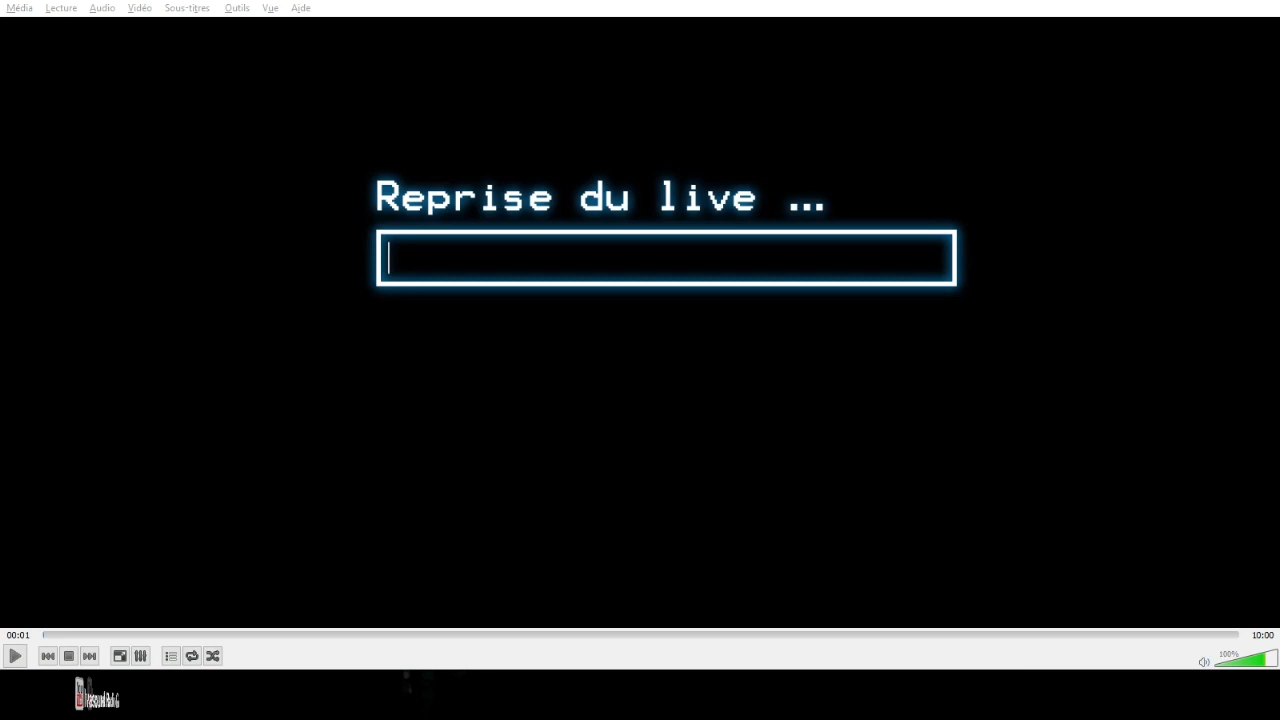 Média Lecture Audio Vidéo Sous-titres Outils Vue Aide
Reprise du live ...
00:01 10:00
100%